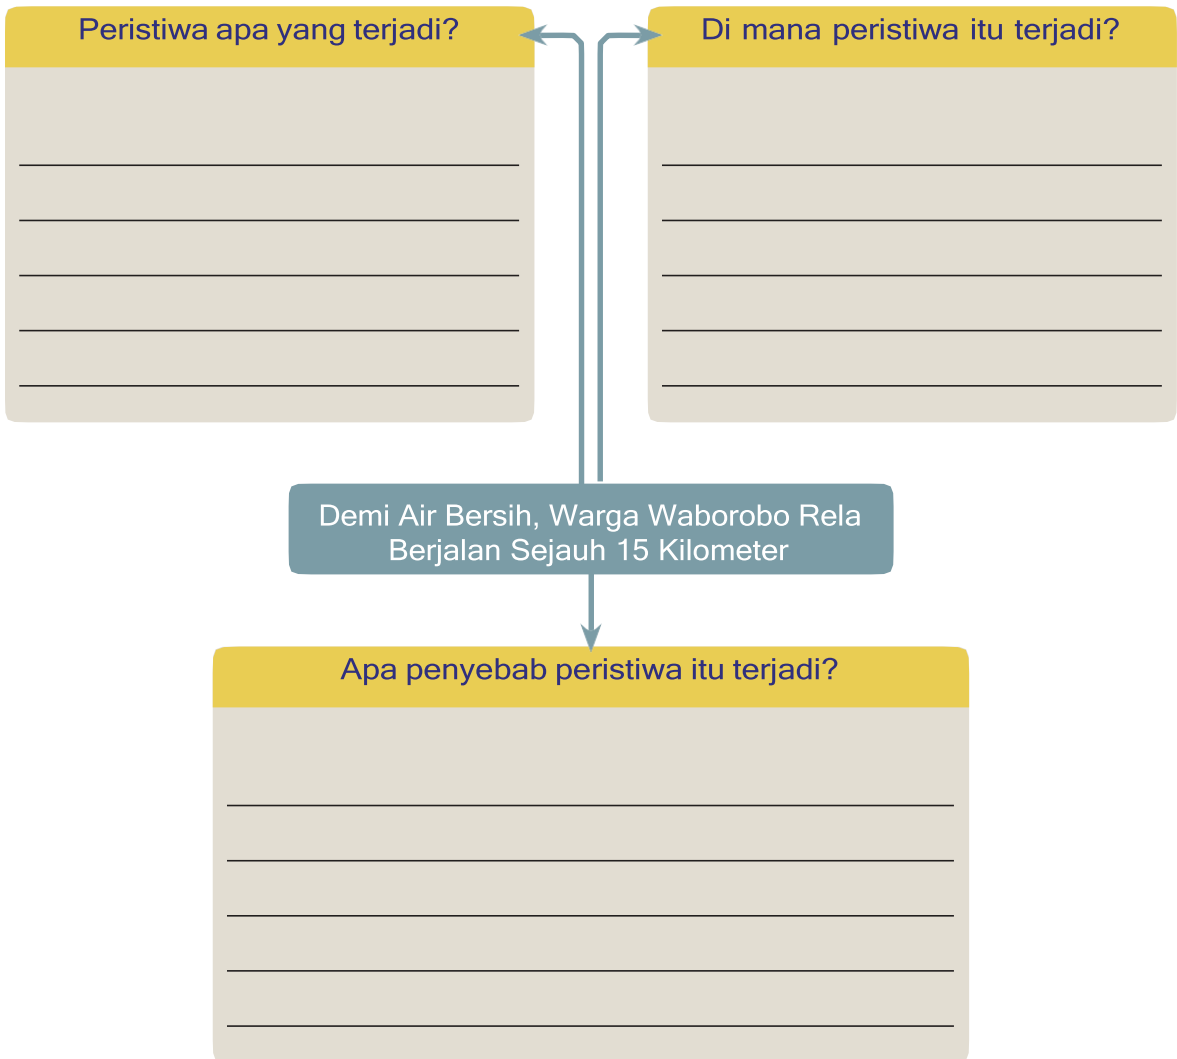 Peristiwa apa yang terjadi?
Di mana peristiwa itu terjadi?
Demi Air Bersih, Warga Waborobo Rela
Berjalan Sejauh 15 Kilometer
Apa penyebab peristiwa itu terjadi?